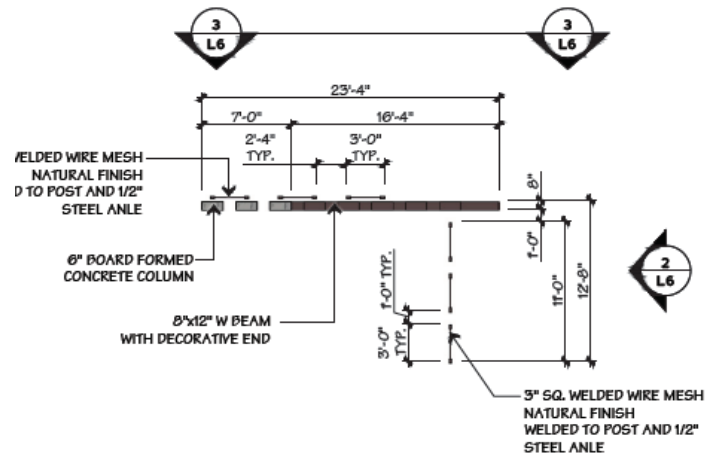 3
L6
3
L6
23'-4"
7'-0"
16'-4"
2'-4"
TYP.
3'-0"
TYP.
WELDED WIRE MESH
NATURAL FINISH
D TO POST AND 1/2"
STEEL ANLE
8"
1'-0"
6" BOARD FORMED
CONCRETE COLUMN
2
L6
1'-0" TYP.
11'-0"
12'-8"
8"x12" W BEAM
WITH DECORATIVE END
3'-0"
TYP.
3" SQ. WELDED WIRE MESH
NATURAL FINISH
WELDED TO POST AND 1/2"
STEEL ANLE